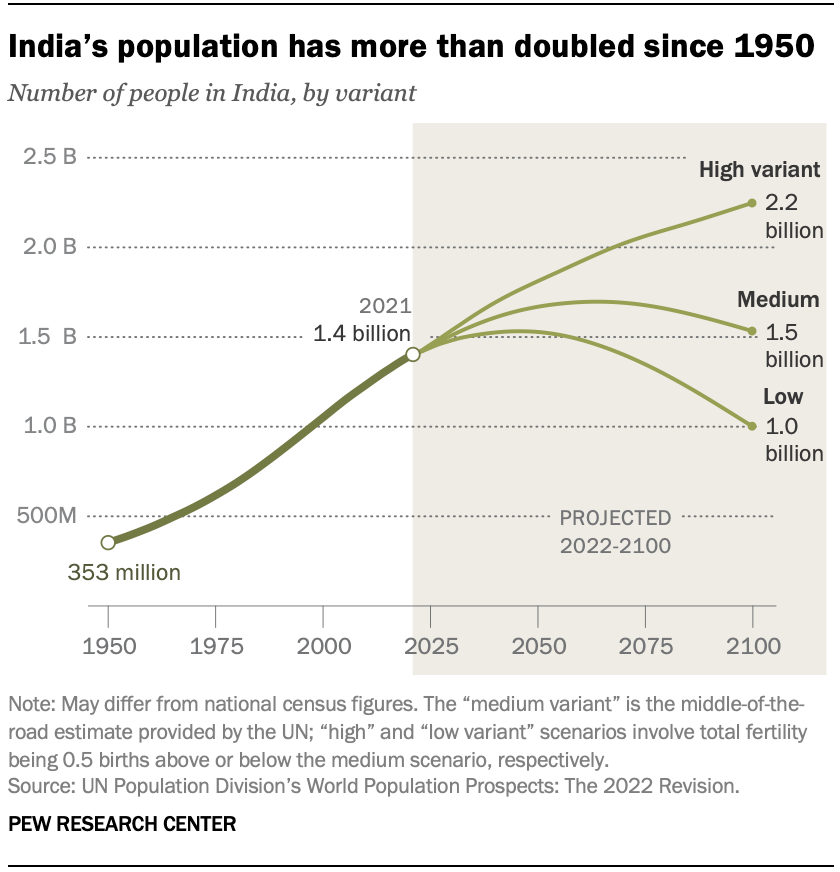 India’s population has more than doubled since 1950
Number of people in India, by variant
2.5 B
High variant
2.2
billion
2.0 B
2021
1.4 billion
Medium
1.5 B
1.5
billion
Low
1.0 B
1.0
billion
500M
PROJECTED
2022-2100
353 million
1950 1975 2000 2025 2050 2075 2100
Note: May differ from national census figures. The “medium variant” is the middle-of-the-
road estimate provided by the UN; “high” and “low variant” scenarios involve total fertility
being 0.5 births above or below the medium scenario, respectively.
Source: UN Population Division’s World Population Prospects: The 2022 Revision.
PEW RESEARCH CENTER